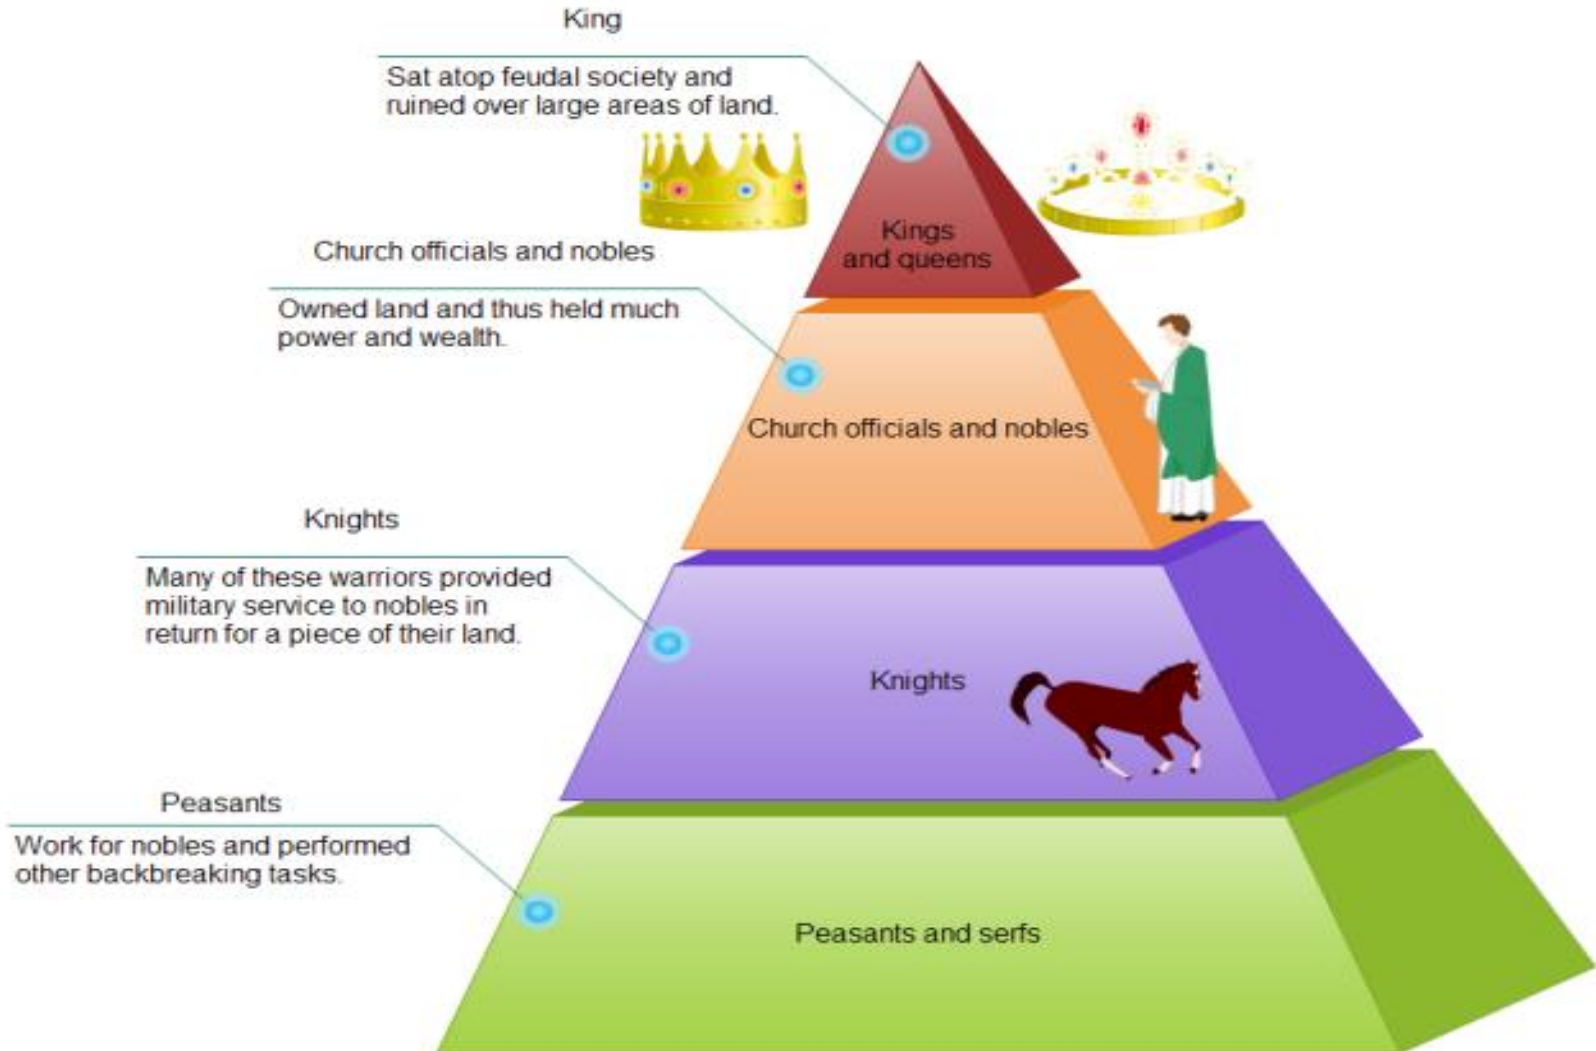 King
Sat atop feudal society and
ruined over large areas of land.
Kings
and queens
Church officials and nobles
Owned land and thus held much
power and wealth.
Church officials and nobles
Knights
Many of these warriors provided
military service to nobles in
return for a piece of their land.
Knights
Peasants
Work for nobles and performed
other backbreaking tasks.
Peasants and serfs